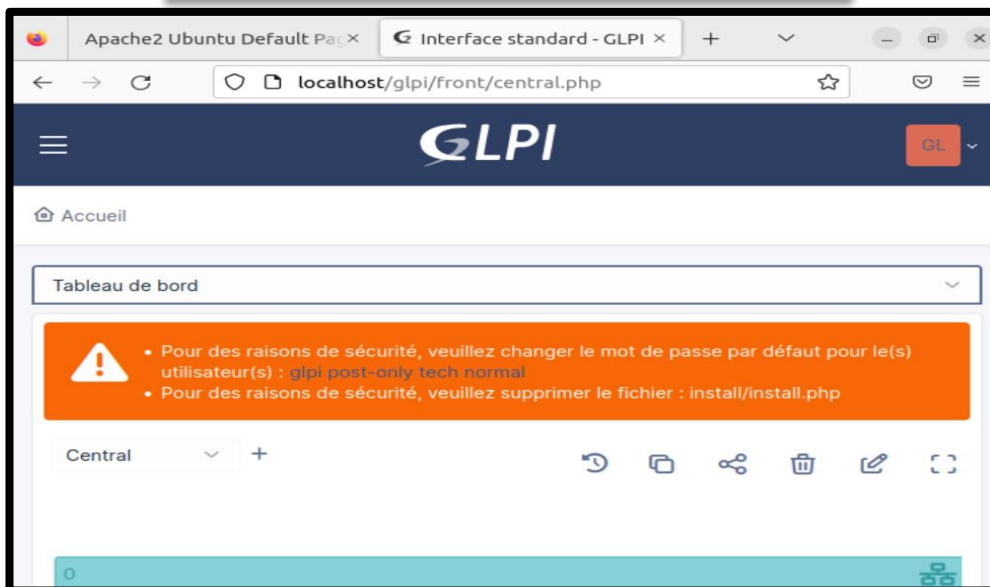 Apache2 Ubuntu Default Pag
Interface standard - GLPI
localhost/glpi/front/central.php
GLPI
GL
Accueil
Tableau de bord
• Pour des raisons de sécurité, veuillez changer le mot de passe par défaut pour le(s)
utilisateur(s) : glpi post-only tech normal
• Pour des raisons de sécurité, veuillez supprimer le fichier : install/install.php
Central
0